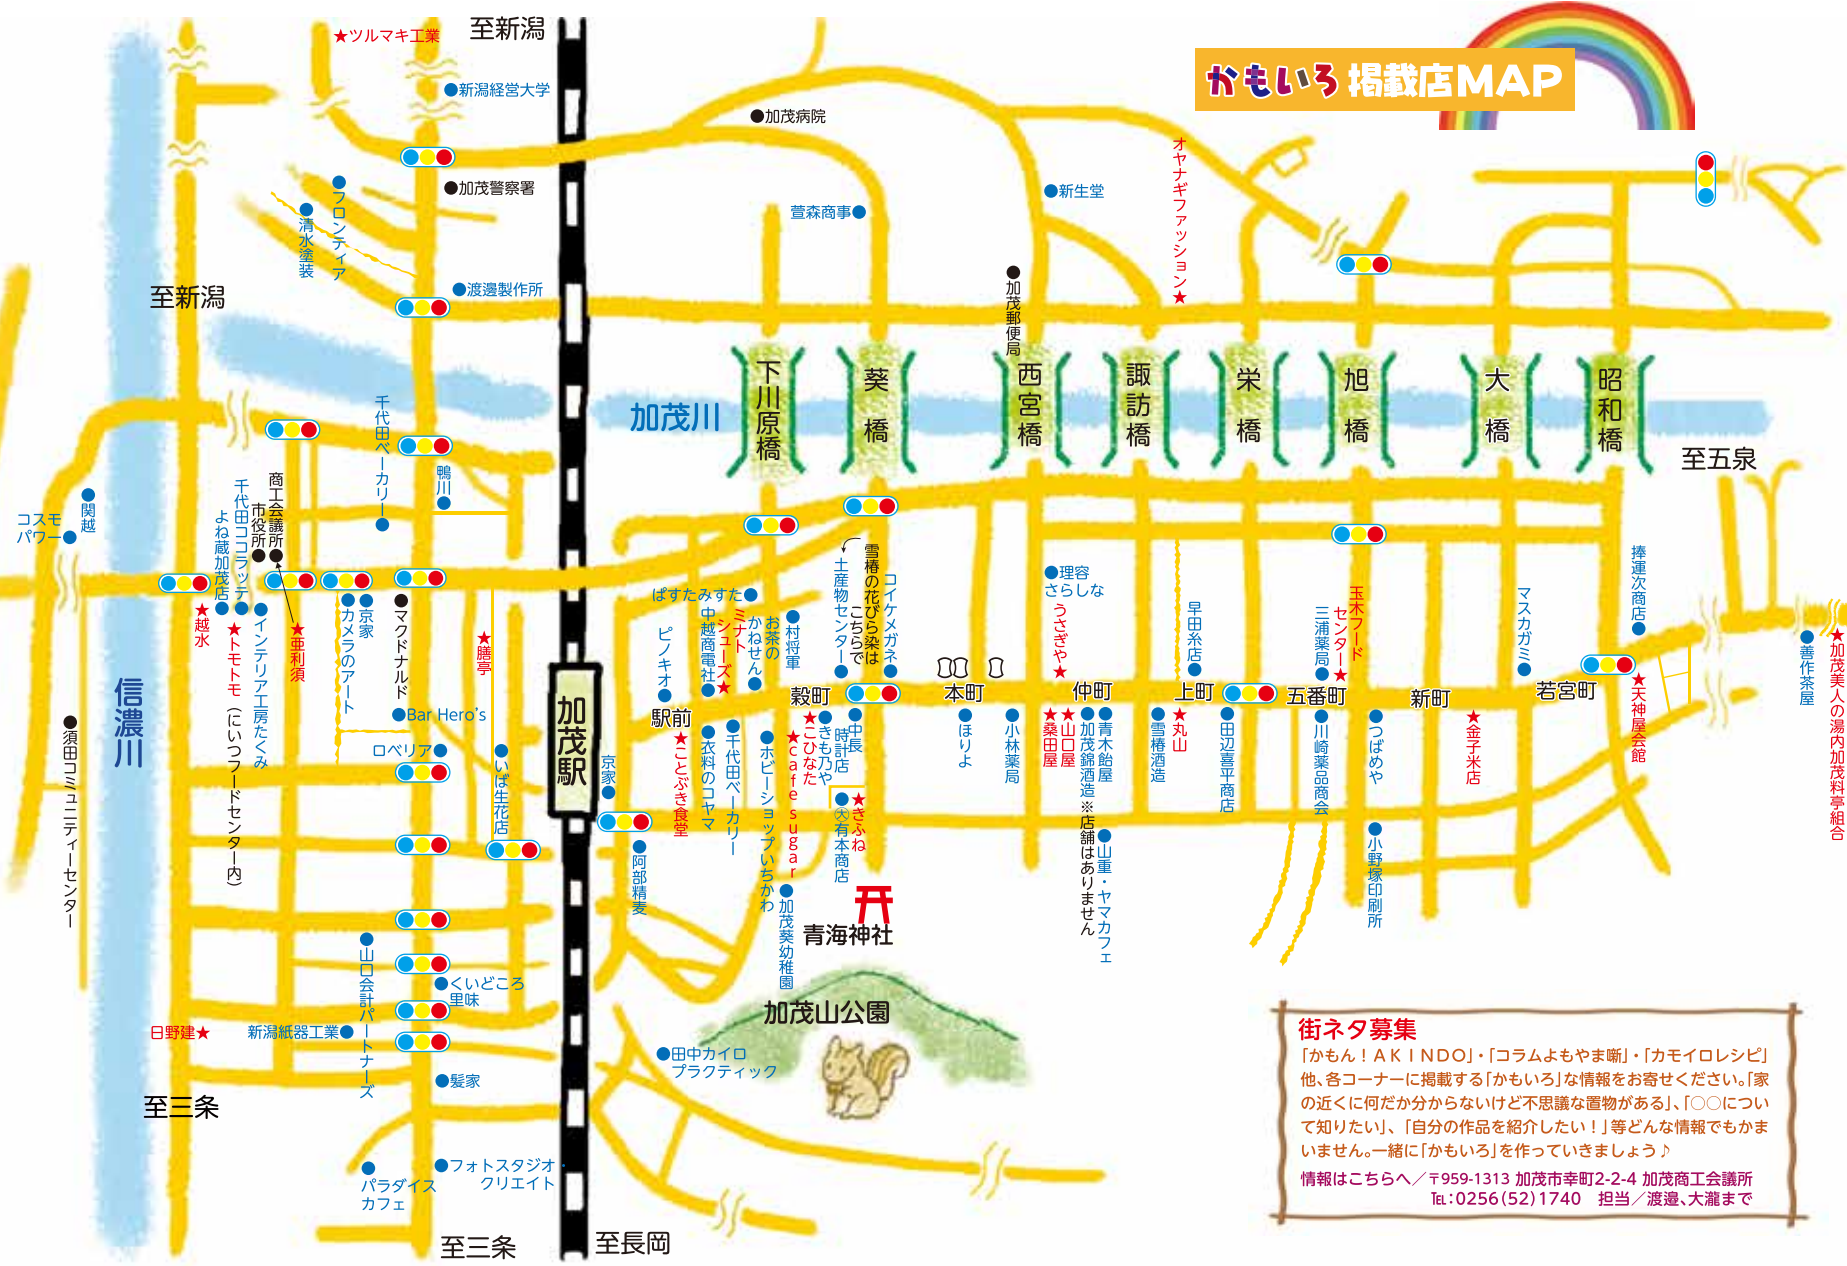 かもいろ 掲載店MAP
★ツルマキ工業
至新潟
●新潟経営大学
●加茂病院
●加茂警察署
●フロンティア
●清水塗装
●渡邉製作所
至新潟
萱森商事●
●新生堂
オヤナギファッション★
●加茂郵便局
加茂川
下川原橋
葵橋
西宮橋
諏訪橋
栄橋
旭橋
大橋
昭和橋
至五泉
千代田ベーカリー●
鴨川●
商工会議所●
市役所●
千代田ココラッテ●
よね蔵加茂店●
●関越
コスモ
パワー●
★越水
★トモトモ(にいつフードセンター内)
●インテリア工房たくみ
★亜利須
●京家
●カメラのアート
●マクドナルド
★膳亭
●Bar Hero's
ロベリア●
●いば生花店
信濃川
●須田コミュニティーセンター
加茂駅
京家●
●阿部精麦
ぱすたみすた●
ピノキオ●
中越商電社●
ミナト
シューズ★
お茶の
かねせん●
●村将軍
土産物センター●
雪椿の花びら染は
こちらで
コイケメガネ●
駅前
穀町
本町
仲町
上町
五番町
新町
若宮町
★ことぶき食堂
●衣料のコヤマ
●千代田ベーカリー
●ホビーショップいちかわ
★cafe sugar
★こひなた
●きも乃や
●中長
時計店
●㊅有本商店
★きふね
●加茂葵幼稚園
青海神社
加茂山公園
●ほりよ
●小林薬局
●理容
さらしな
うさぎや★
★桑田屋
★山口屋
●加茂錦酒造 ※店舗はありません
●青木飴屋
●山重・ヤマカフェ
早田糸店●
●雪椿酒造
★丸山
●田辺喜平商店
玉木フード
センター★
三浦薬局●
●川崎薬品商会
●つばめや
●小野塚印刷所
★金子米店
マスカガミ●
捧運次商店●
★天神屋会館
●善作茶屋
★加茂美人の湯内加茂料亭組合
●山口会計パートナーズ
●くいどころ
里味
日野建★
新潟紙器工業●
●髪家
至三条
●パラダイス
カフェ
●フォトスタジオ
クリエイト
至三条
至長岡
●田中カイロ
プラクティック
街ネタ募集
「かもん!AKINDO」・「コラムよもやま噺」・「カモイロレシピ」
他、各コーナーに掲載する「かもいろ」な情報をお寄せください。「家
の近くに何だか分からないけど不思議な置物がある」、「○○につい
て知りたい」、「自分の作品を紹介したい!」等どんな情報でもかま
いません。一緒に「かもいろ」を作っていきましょう♪
情報はこちらへ/〒959-1313 加茂市幸町2-2-4 加茂商工会議所
℡:0256(52)1740 担当/渡邉、大瀧まで